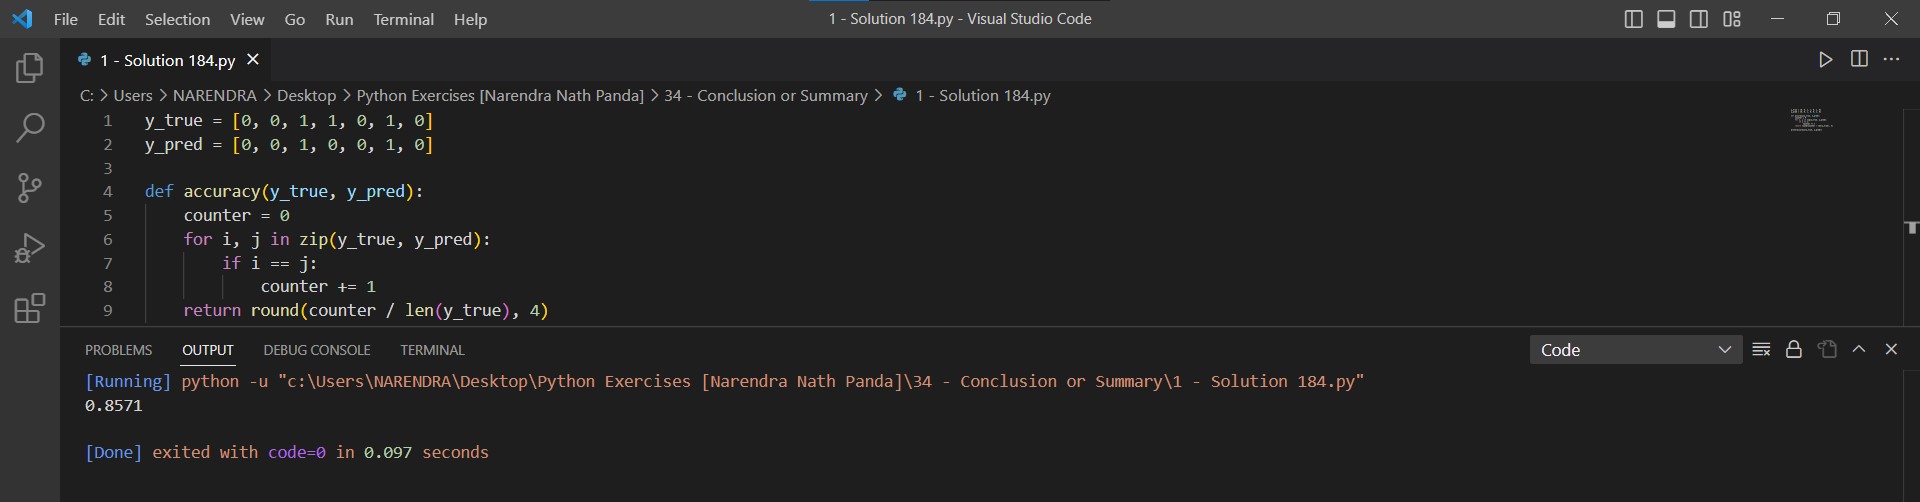 File Edit Selection View Go Run Terminal Help 1 - Solution 184.py - Visual Studio Code
1 - Solution 184.py
C: > Users > NARENDRA > Desktop > Python Exercises [Narendra Nath Panda] > 34 - Conclusion or Summary > 1 - Solution 184.py
1 y_true = [0, 0, 1, 1, 0, 1, 0]
2 y_pred = [0, 0, 1, 0, 0, 1, 0]
3
4 def accuracy(y_true, y_pred):
5     counter = 0
6     for i, j in zip(y_true, y_pred):
7         if i == j:
8             counter += 1
9     return round(counter / len(y_true), 4)
PROBLEMS OUTPUT DEBUG CONSOLE TERMINAL Code
[Running] python -u "c:\Users\NARENDRA\Desktop\Python Exercises [Narendra Nath Panda]\34 - Conclusion or Summary\1 - Solution 184.py"
0.8571
[Done] exited with code=0 in 0.097 seconds